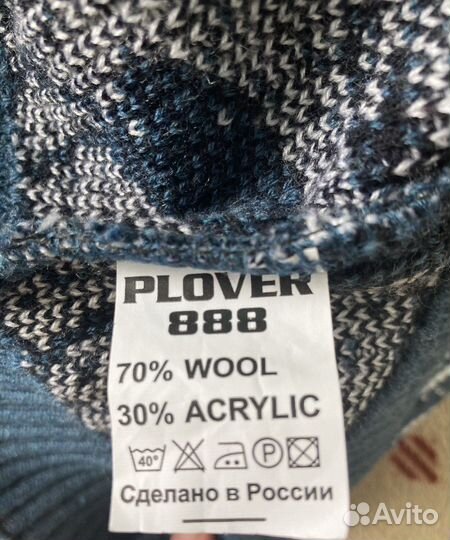 PLOVER
888
70% WOOL
30% ACRYLIC
40° P
Сделано в России
Avito